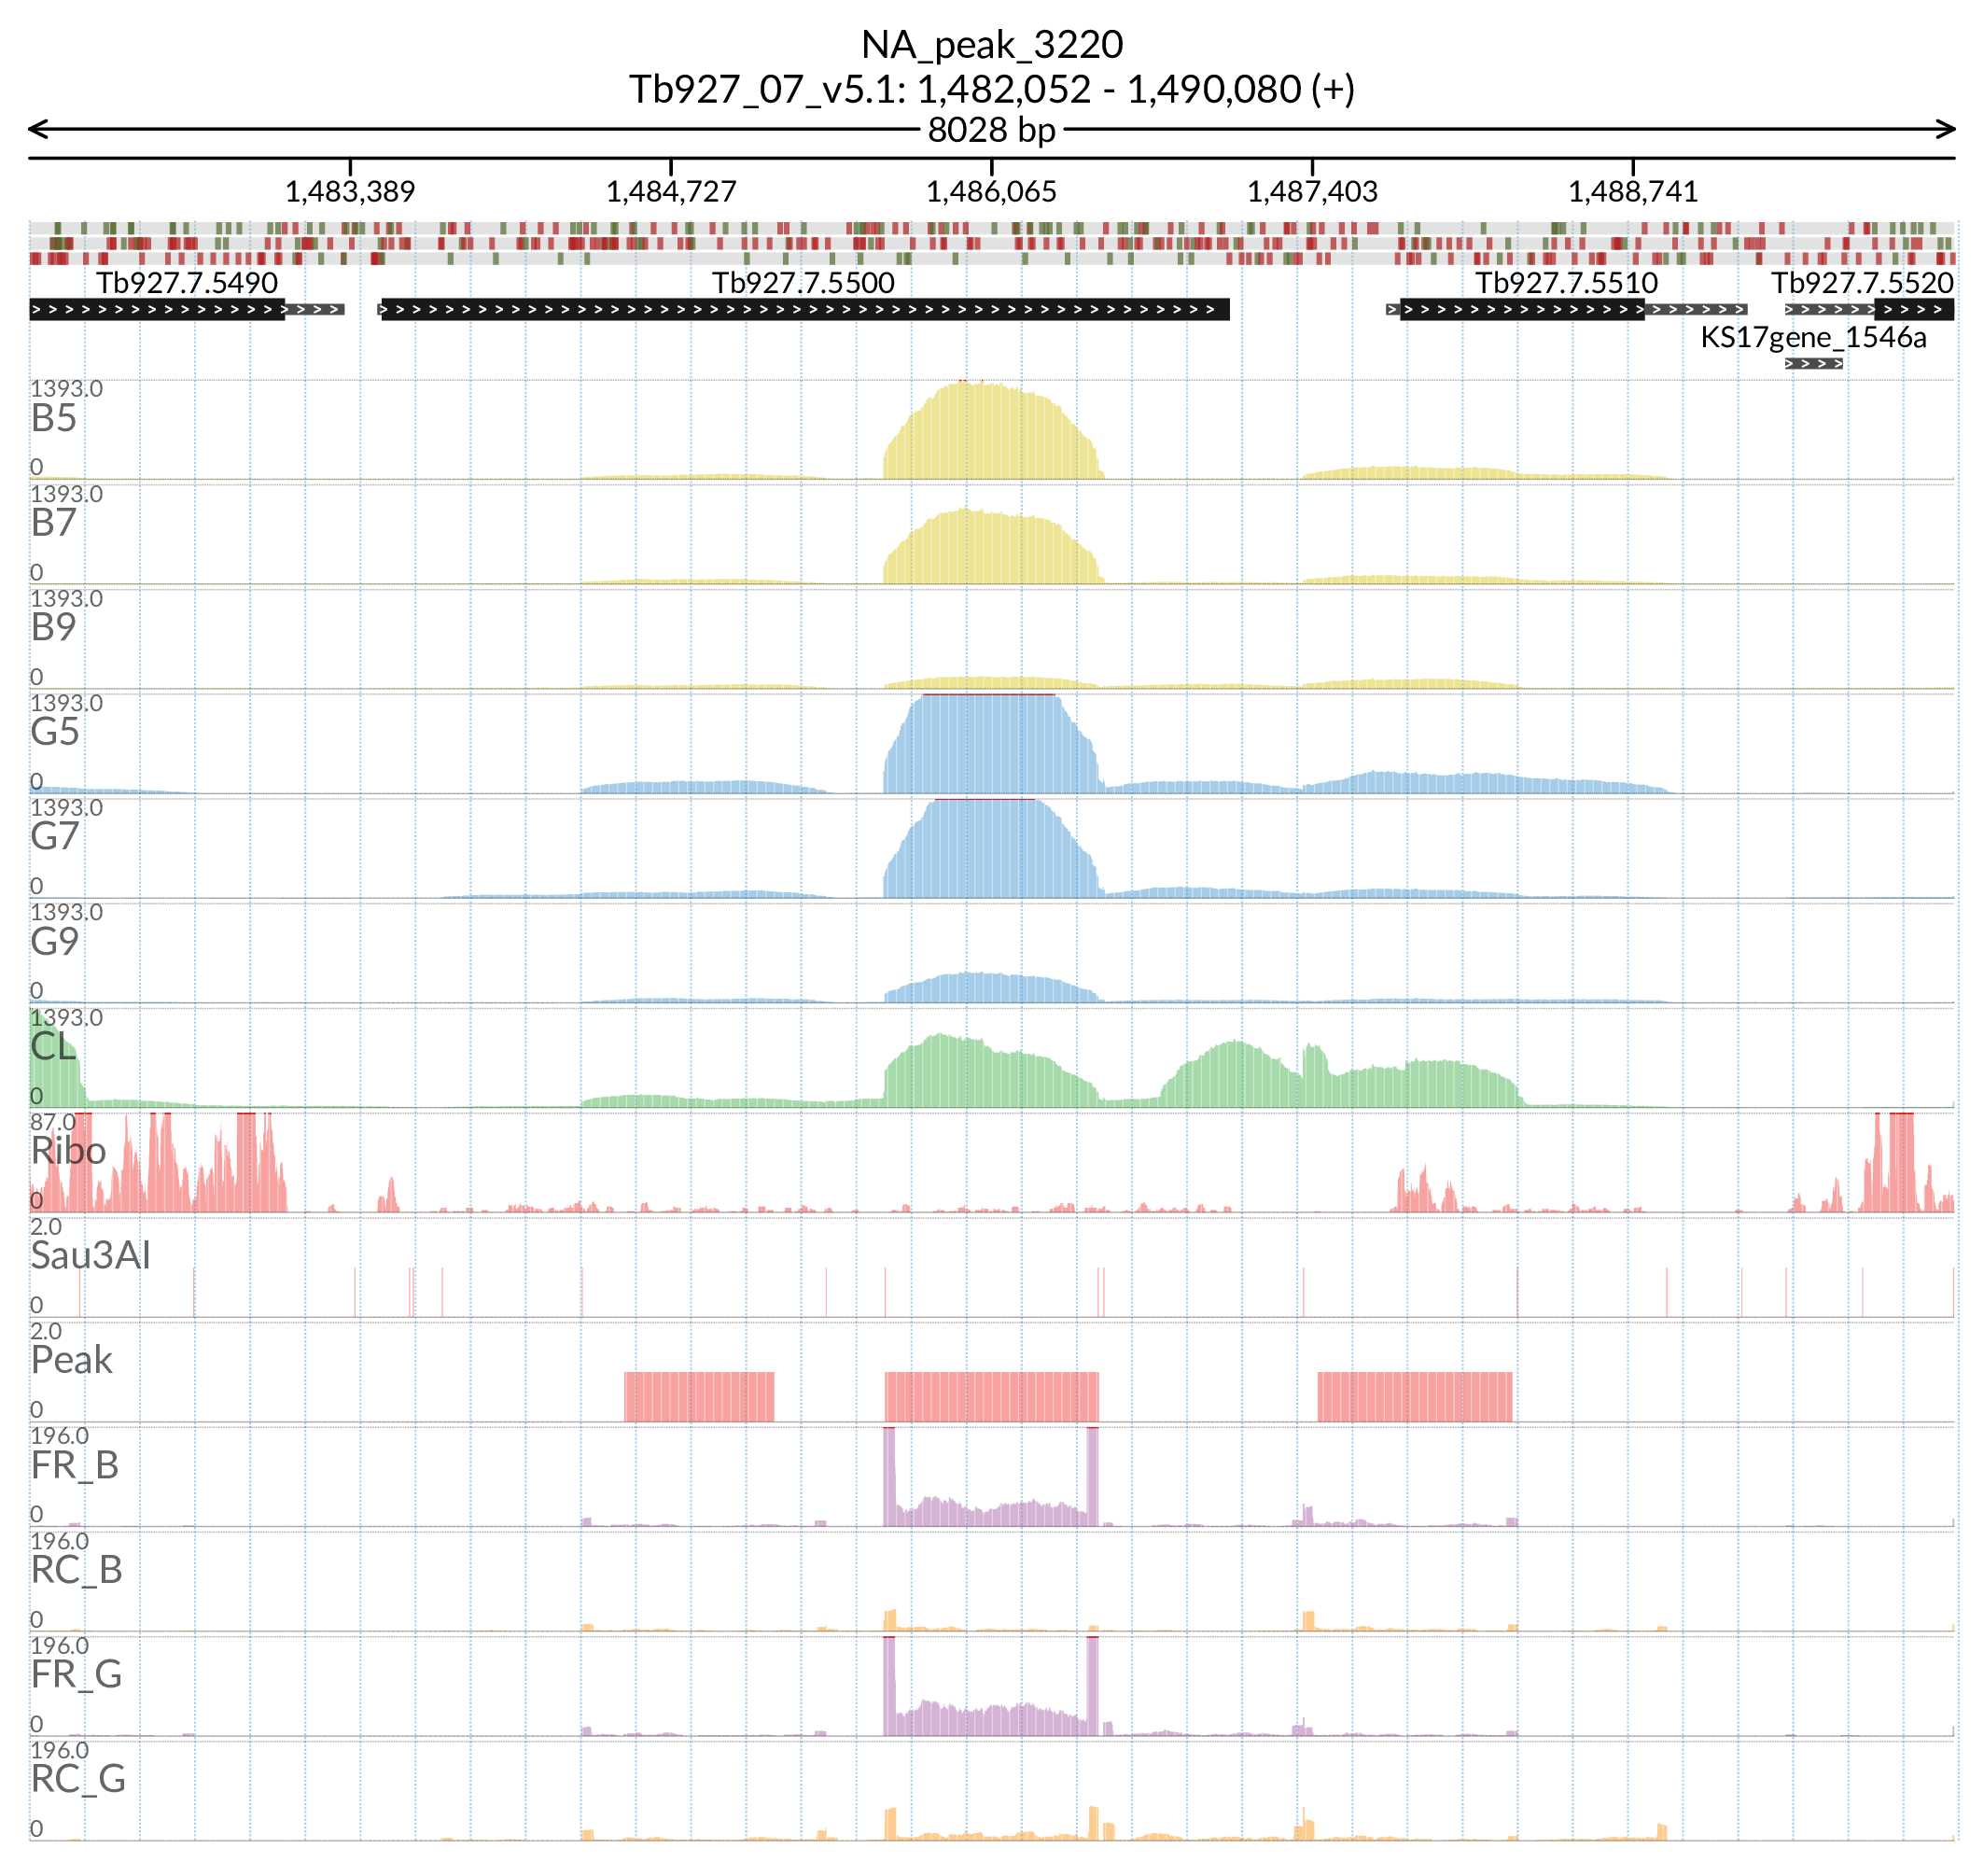 NA_peak_3220
Tb927_07_v5.1: 1,482,052 - 1,490,080 (+)
8028 bp
1,483,389 1,484,727 1,486,065 1,487,403 1,488,741
Tb927.7.5490 Tb927.7.5500 Tb927.7.5510 Tb927.7.5520
KS17gene_1546a
1393.0
B5
0
1393.0
B7
0
1393.0
B9
0
1393.0
G5
0
1393.0
G7
0
1393.0
G9
0
1393.0
CL
0
87.0
Ribo
0
2.0
Sau3AI
0
2.0
Peak
0
196.0
FR_B
0
196.0
RC_B
0
196.0
FR_G
0
196.0
RC_G
0